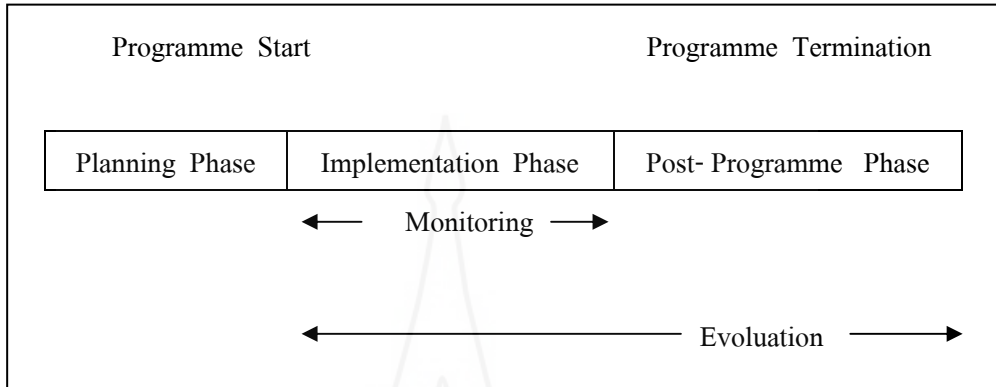 Programme Start Programme Termination
Planning Phase Implementation Phase Post- Programme Phase
Monitoring
Evoluation